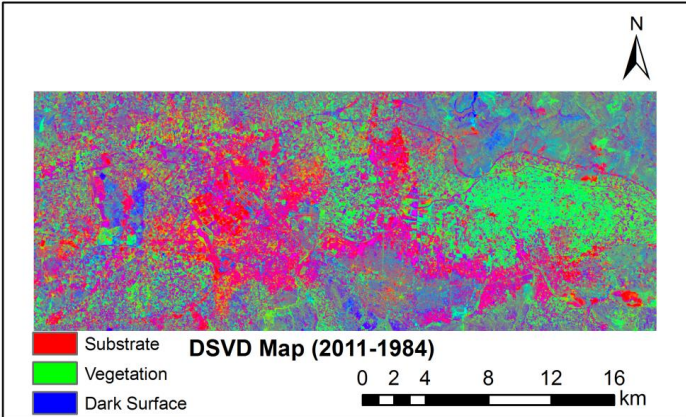 N
Substrate
DSVD Map (2011-1984)
Vegetation
Dark Surface
0 2 4 8 12 16
km